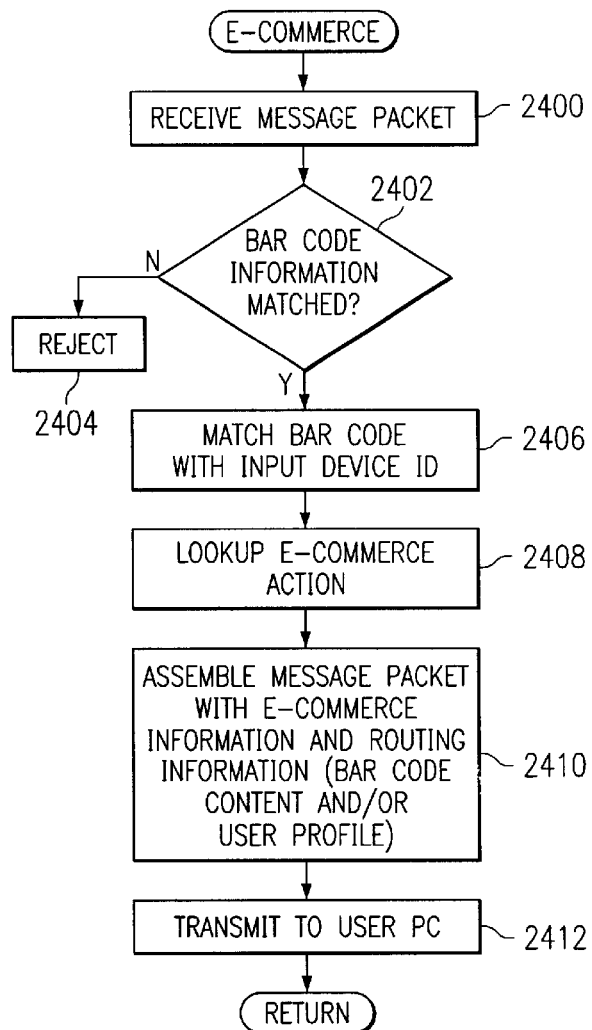 E-COMMERCE
RECEIVE MESSAGE PACKET
2400
2402
BAR CODE
INFORMATION
MATCHED?
N
REJECT
2404
Y
MATCH BAR CODE
WITH INPUT DEVICE ID
2406
LOOKUP E-COMMERCE
ACTION
2408
ASSEMBLE MESSAGE PACKET
WITH E-COMMERCE
INFORMATION AND ROUTING
INFORMATION (BAR CODE
CONTENT AND/OR
USER PROFILE)
2410
TRANSMIT TO USER PC
2412
RETURN